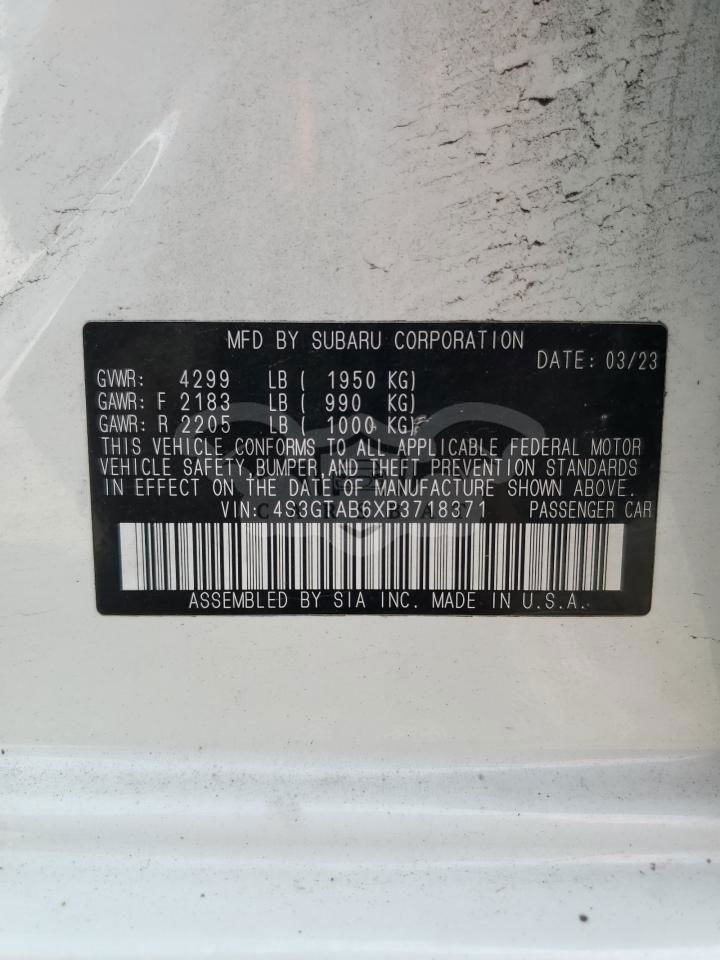 MFD BY SUBARU CORPORATION
DATE: 03/23
GVWR: 4299 LB ( 1950 KG)
GAWR: F 2183 LB ( 990 KG)
GAWR: R 2205 LB ( 1000 KG)
THIS VEHICLE CONFORMS TO ALL APPLICABLE FEDERAL MOTOR
VEHICLE SAFETY, BUMPER, AND THEFT PREVENTION STANDARDS
IN EFFECT ON THE DATE OF MANUFACTURE SHOWN ABOVE.
VIN: 4S3GRAB6XP3718371 PASSENGER CAR
ASSEMBLED BY SIA INC. MADE IN U.S.A.